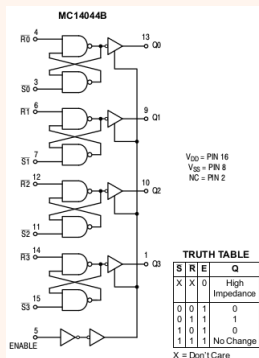 MC14044B
4
R0
13
Q0
3
S0
6
R1
9
Q1
7
S1
12
R2
10
Q2
11
S2
14
R3
1
Q3
15
S3
5
ENABLE
VDD = PIN 16
VSS = PIN 8
NC = PIN 2
TRUTH TABLE
S R E Q
X X 0 High
Impedance
0 0 1 0
0 1 1 1
1 0 1 0
1 1 1 No Change
X = Don't Care